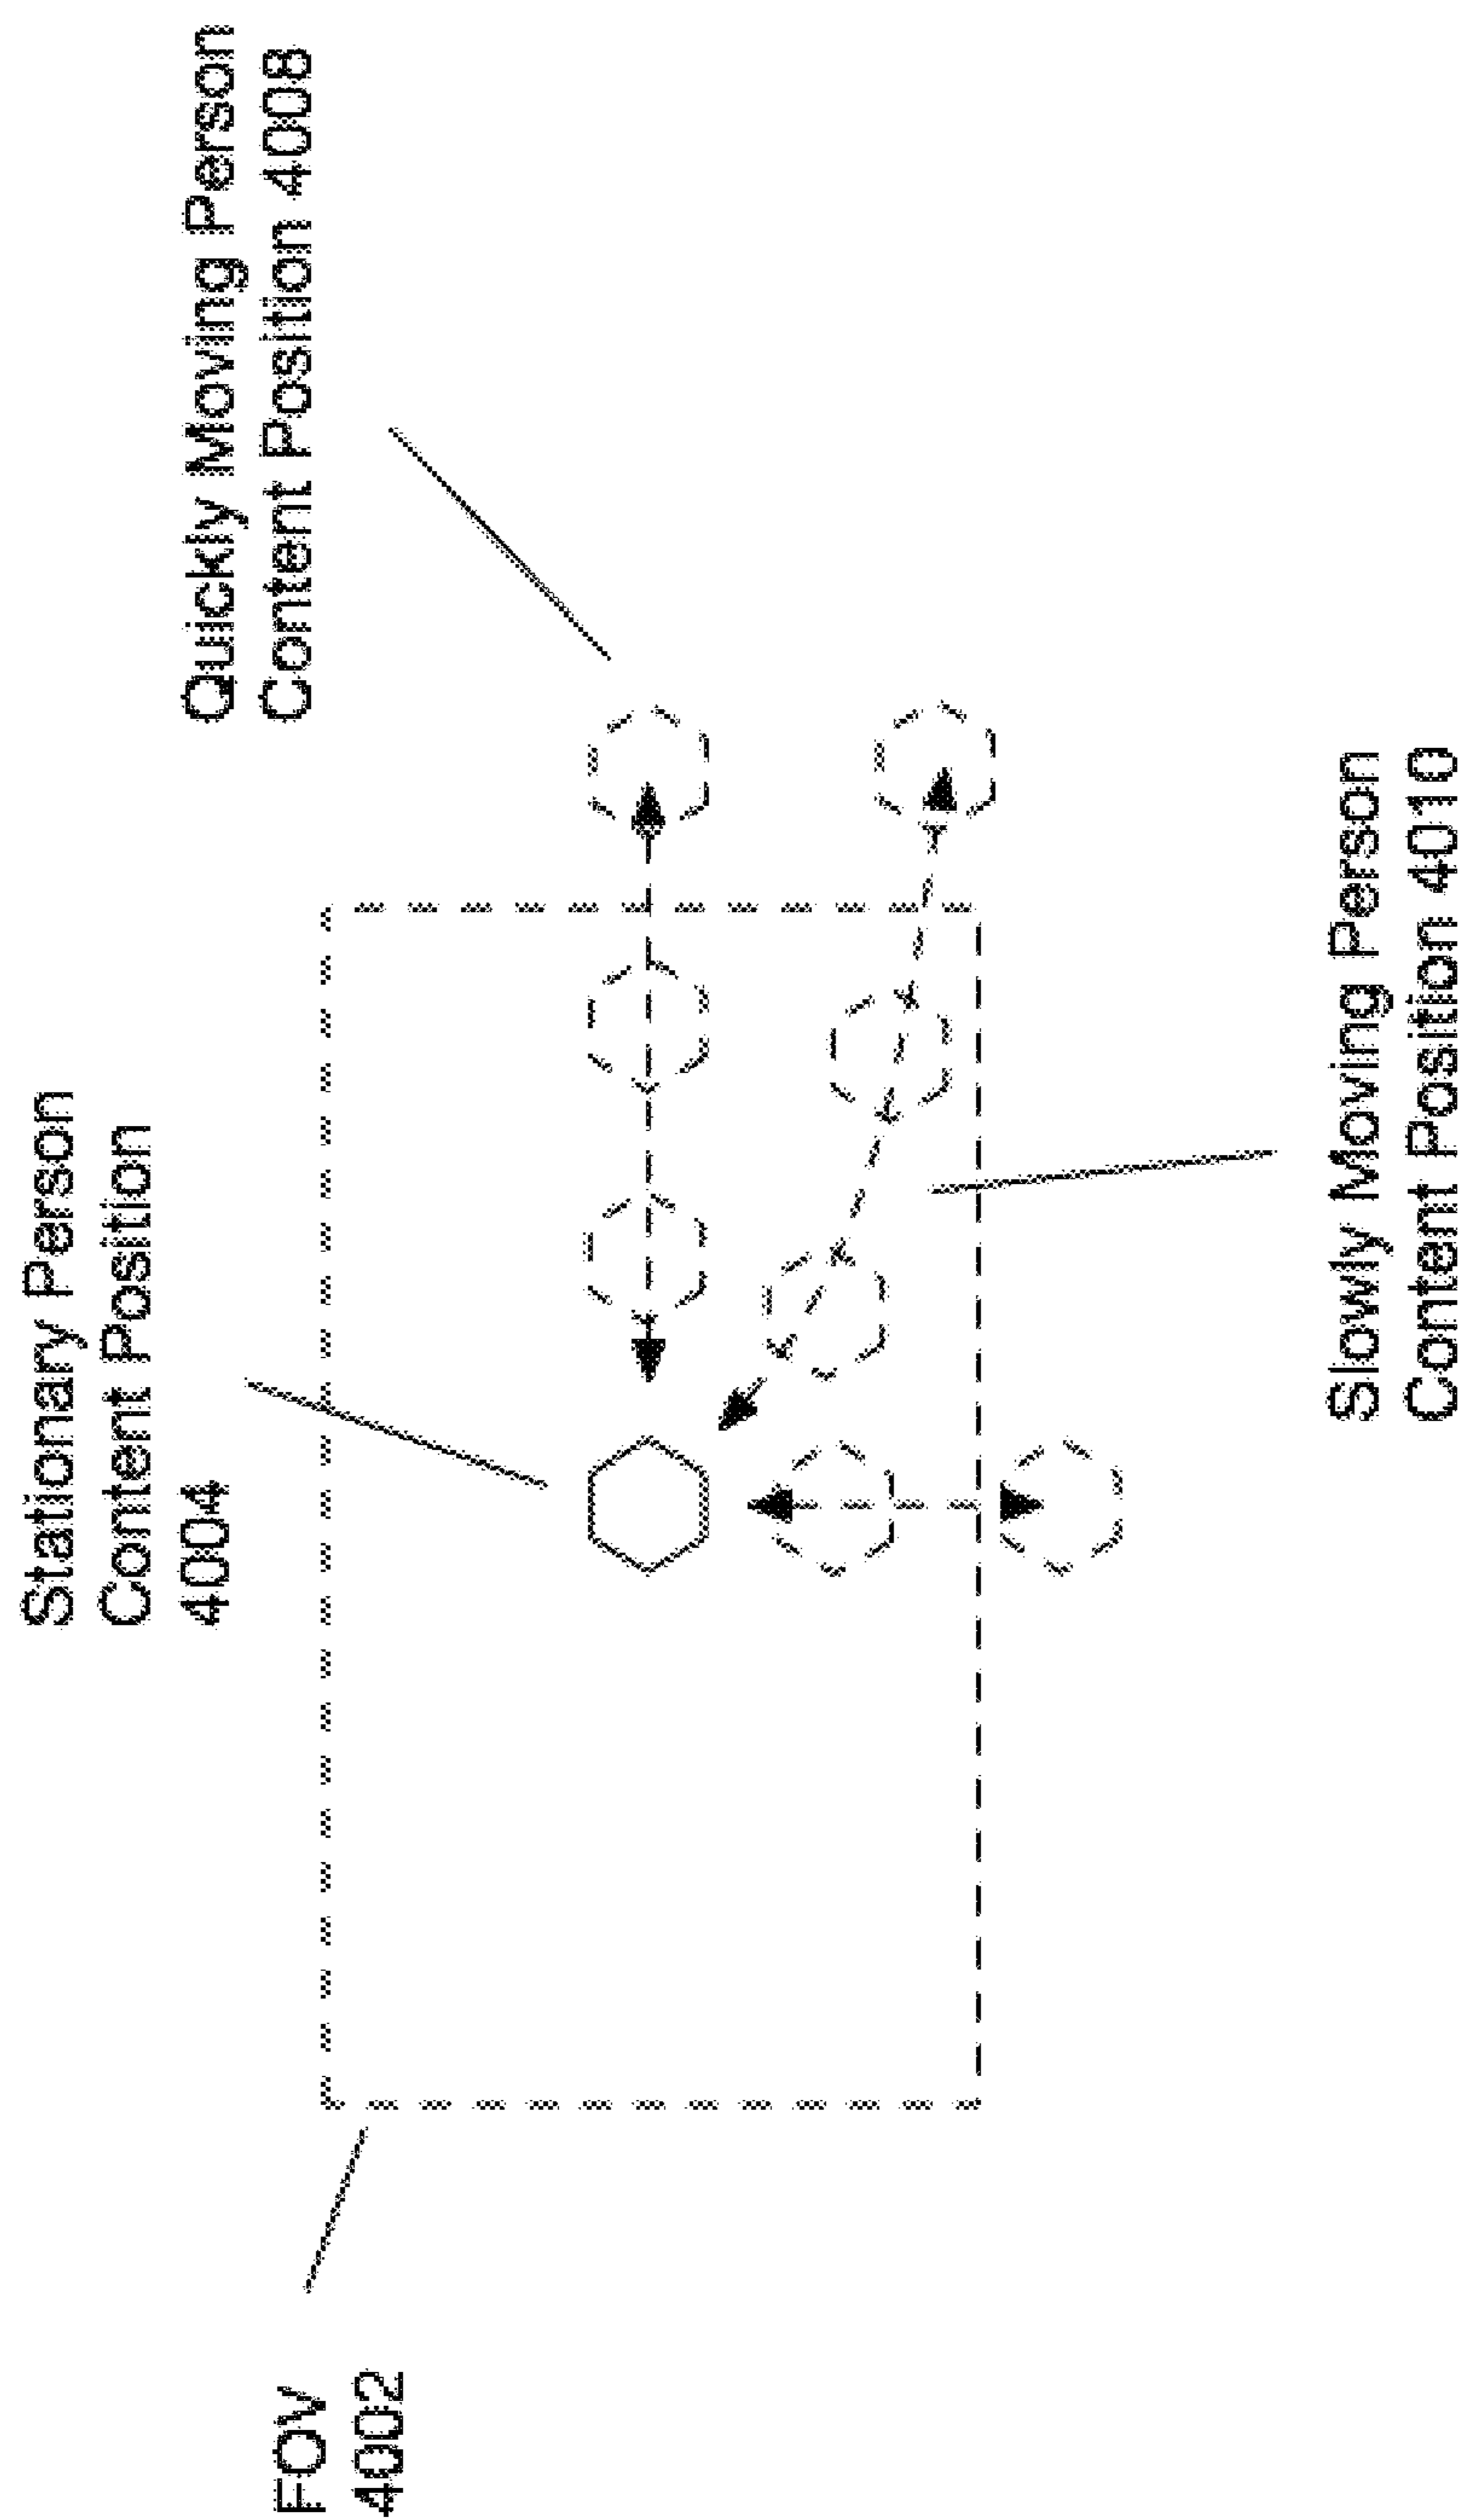 FOV
4002
Stationary Person
Content Position
4004
Quickly Moving Person
Content Position 4008
Slowly Moving Person
Content Position 4010